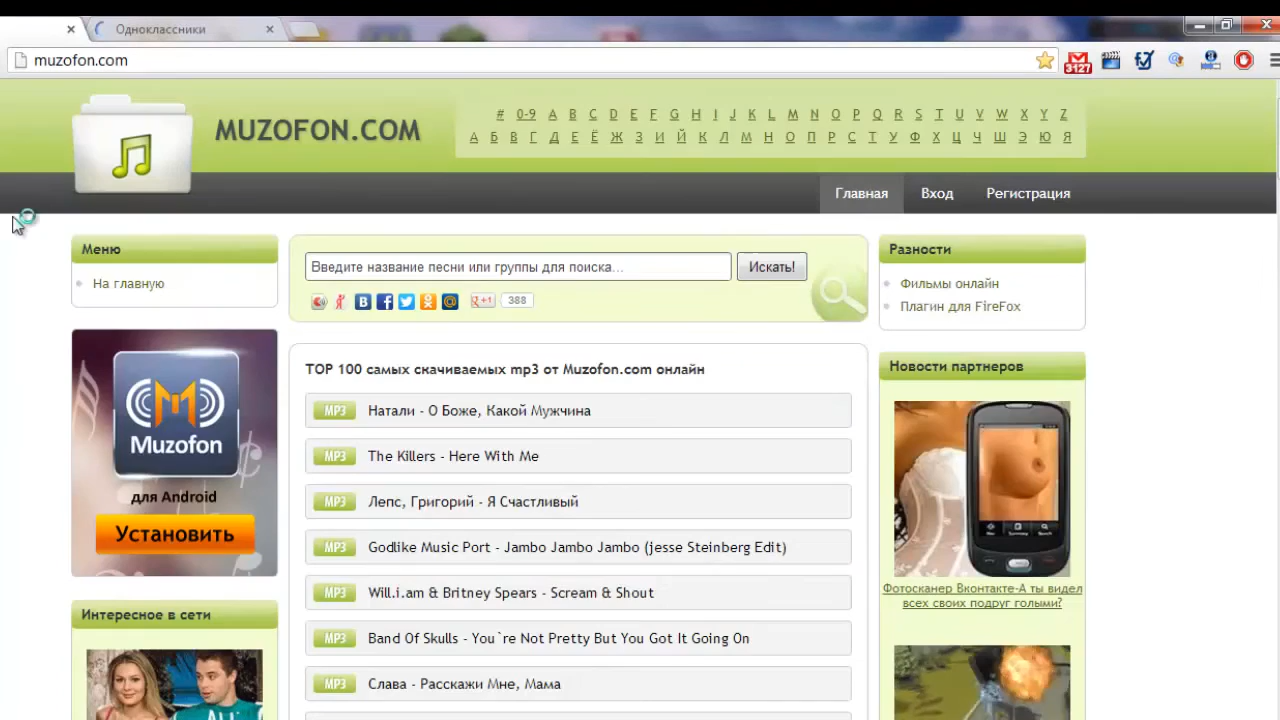 Одноклассники
muzofon.com
3127
MUZOFON.COM
# 0-9 A B C D E F G H I J K L M N O P Q R S T U V W X Y Z
А Б В Г Д Е Ё Ж З И Й К Л М Н О П Р С Т У Ф Х Ц Ч Ш Э Ю Я
Главная Вход Регистрация
Меню
На главную
Muzofon
для Android
Установить
Интересное в сети
Введите название песни или группы для поиска...
Искать!
+1 388
TOP 100 самых скачиваемых mp3 от Muzofon.com онлайн
MP3 Натали - О Боже, Какой Мужчина
MP3 The Killers - Here With Me
MP3 Лепс, Григорий - Я Счастливый
MP3 Godlike Music Port - Jambo Jambo Jambo (jesse Steinberg Edit)
MP3 Will.i.am & Britney Spears - Scream & Shout
MP3 Band Of Skulls - You`re Not Pretty But You Got It Going On
MP3 Слава - Расскажи Мне, Мама
Разности
Фильмы онлайн
Плагин для FireFox
Новости партнеров
Фотосканер Вконтакте-А ты видел
всех своих подруг голыми?